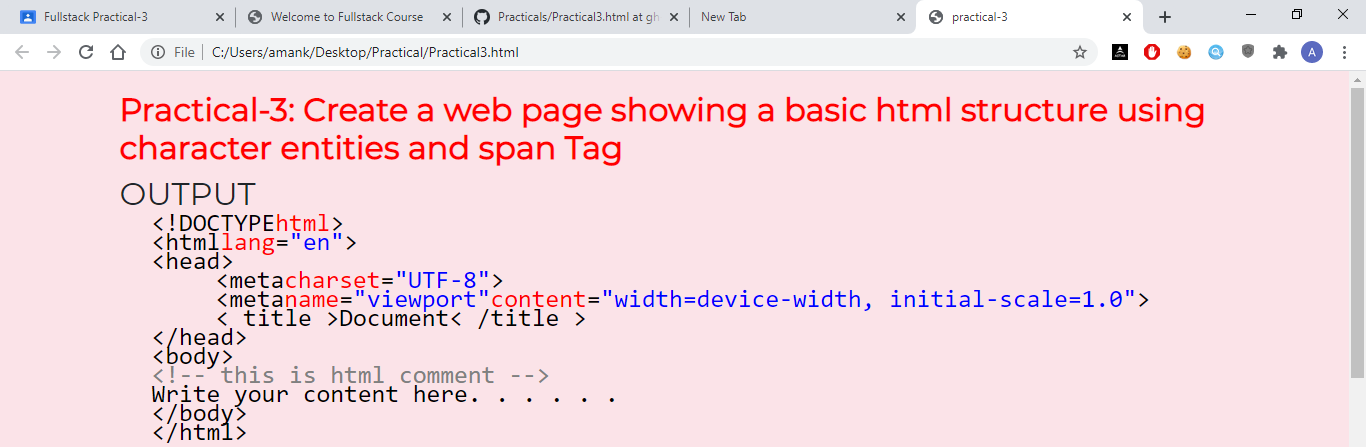 Fullstack Practical-3
Welcome to Fullstack Course
Practicals/Practical3.html at gh
New Tab
practical-3
File
C:/Users/amank/Desktop/Practical/Practical3.html
A
Practical-3: Create a web page showing a basic html structure using
character entities and span Tag
OUTPUT
<!DOCTYPEhtml>
<htmllang="en">
<head>
<metacharset="UTF-8">
<metaname="viewport"content="width=device-width, initial-scale=1.0">
< title >Document< /title >
</head>
<body>
<!-- this is html comment -->
Write your content here. . . . . .
</body>
</html>